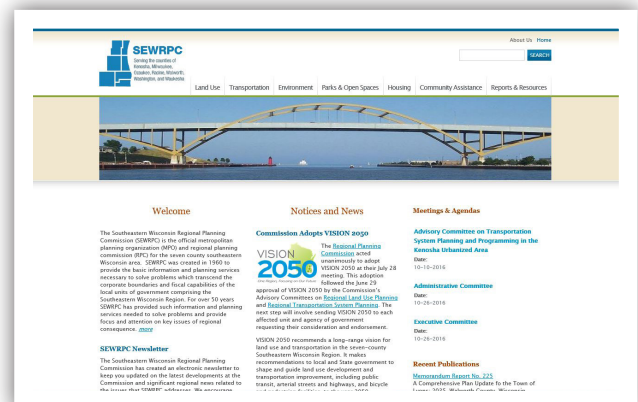 About Us Home
SEWRPC
Serving the counties of
Kenosha, Milwaukee,
Ozaukee, Racine, Walworth,
Washington, and Waukesha
SEARCH
Land Use Transportation Environment Parks & Open Spaces Housing Community Assistance Reports & Resources
Welcome
The Southeastern Wisconsin Regional Planning
Commission (SEWRPC) is the official metropolitan
planning organization (MPO) and regional planning
commission (RPC) for the seven county southeastern
Wisconsin area. SEWRPC was created in 1960 to
provide the basic information and planning services
necessary to solve problems which transcend the
corporate boundaries and fiscal capabilities of the
local units of government comprising the
Southeastern Wisconsin Region. For over 50 years
SEWRPC has provided such information and planning
services needed to solve problems and provide
focus and attention on key issues of regional
consequence. more
SEWRPC Newsletter
The Southeastern Wisconsin Regional Planning
Commission has created an electronic newsletter to
keep you updated on the latest developments at the
Commission and significant regional news related to
the issues that SEWRPC addresses. We encourage
Notices and News
Commission Adopts VISION 2050
VISION
2050
The Regional Planning
Commission acted
unanimously to adopt
VISION 2050 at their July 28
meeting. This adoption
followed the June 29
approval of VISION 2050 by the Commission's
Advisory Committees on Regional Land Use Planning
and Regional Transportation System Planning. The
next step will involve sending VISION 2050 to each
affected unit and agency of government
requesting their consideration and endorsement.
VISION 2050 recommends a long-range vision for
land use and transportation in the seven-county
Southeastern Wisconsin Region. It makes
recommendations to local and State government to
shape and guide land use development and
transportation improvement, including public
transit, arterial streets and highways, and bicycle
Meetings & Agendas
Advisory Committee on Transportation
System Planning and Programming in the
Kenosha Urbanized Area
Date:
10-19-2016
Administrative Committee
Date:
10-26-2016
Executive Committee
Date:
10-26-2016
Recent Publications
Memorandum Report No. 225
A Comprehensive Plan Update fo the Town of